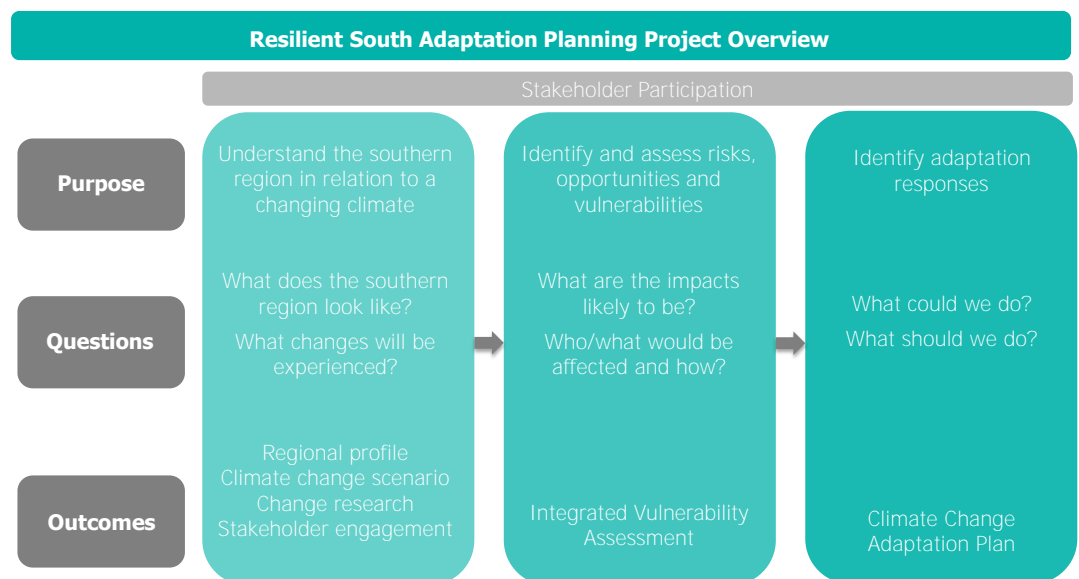 Resilient South Adaptation Planning Project Overview
Stakeholder Participation
Purpose
Understand the southern
region in relation to a
changing climate
Identify and assess risks,
opportunities and
vulnerabilities
Identify adaptation
responses
Questions
What does the southern
region look like?
What changes will be
experienced?
What are the impacts
likely to be?
Who/what would be
affected and how?
What could we do?
What should we do?
Outcomes
Regional profile
Climate change scenario
Change research
Stakeholder engagement
Integrated Vulnerability
Assessment
Climate Change
Adaptation Plan